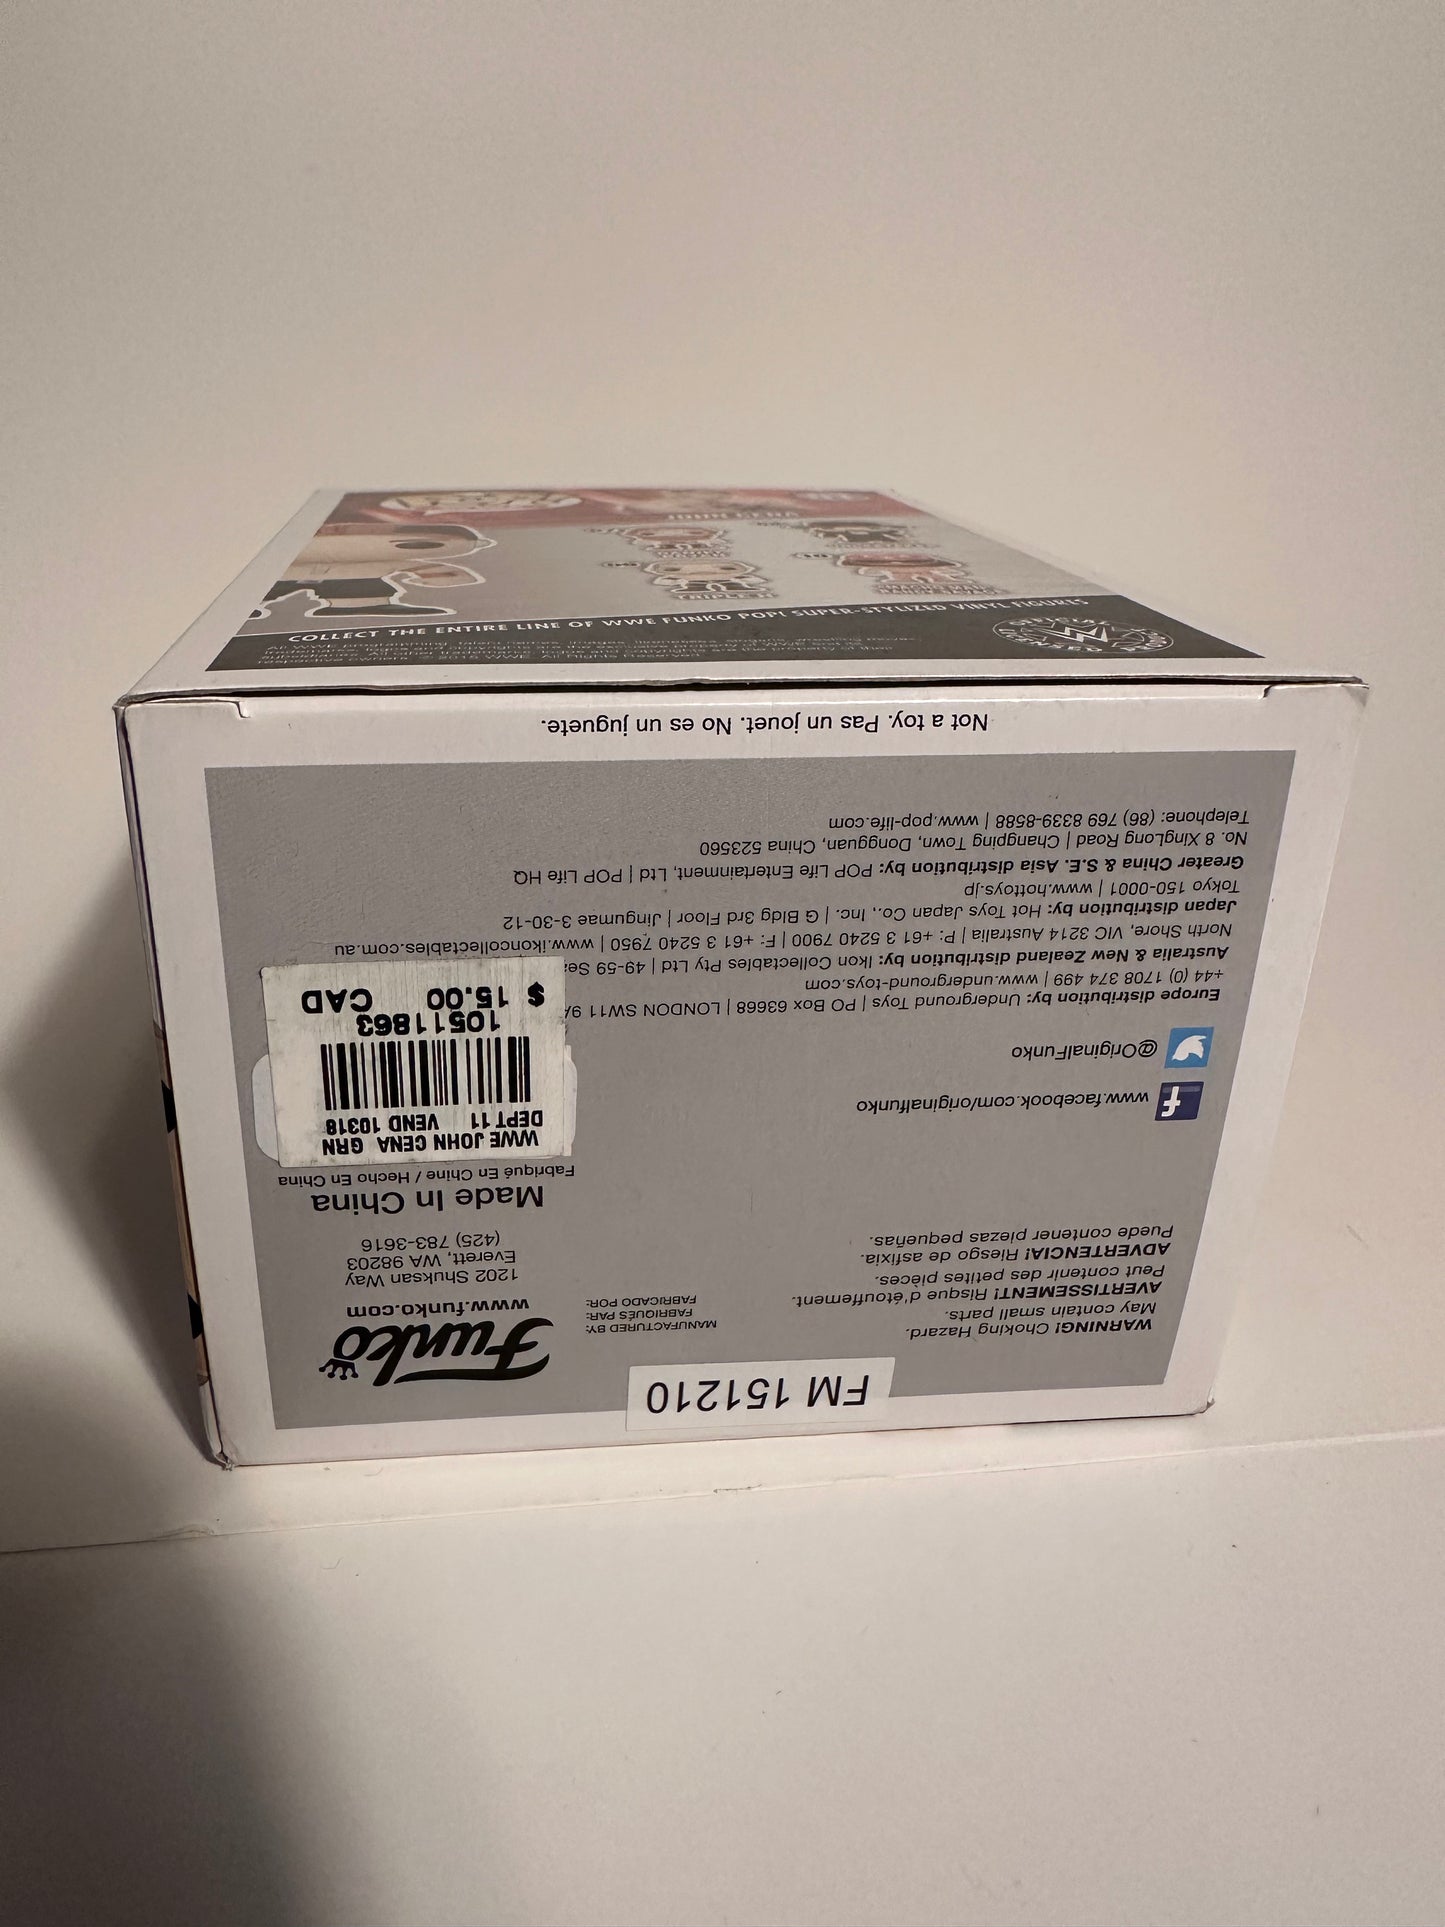 FM 151210
WARNING! Choking Hazard.
May contain small parts.
AVERTISSEMENT! Risque d'étouffement.
Peut contenir des petites pièces.
ADVERTENCIA! Riesgo de asfixia.
Puede contener piezas pequeñas.
MANUFACTURED BY:
FABRIQUÉS PAR:
FABRICADO POR:
Funko
www.funko.com
1202 Shuksan Way
Everett, WA 98203
(425) 783-3616
Made In China
Fabriqué En Chine / Hecho En China
WWE JOHN CENA GRN
DEPT 11 VEND 10318
10511863
$ 15.00 CAD
www.facebook.com/originalfunko
@OriginalFunko
Europe distribution by: Underground Toys | PO Box 63668 | LONDON SW11
+44 (0) 1708 374 499 | www.underground-toys.com
Australia & New Zealand distribution by: Ikon Collectables Pty Ltd | 49-59
North Shore, VIC 3214 Australia | P: +61 3 5240 7900 | F: +61 3 5240 7950 | www.ikoncollectables.com.au
Japan distribution by: Hot Toys Japan Co., Inc. | G Bldg 3rd Floor | Jingumae 3-30-12
Tokyo 150-0001 | www.hottoys.jp
Greater China & S.E. Asia distribution by: POP Life Entertainment, Ltd | POP Life HQ
No. 8 XingLong Road | Changping Town, Dongguan, China 523560
Telephone: (86) 769 8339-8588 | www.pop-life.com
Not a toy. Pas un jouet. No es un juguete.
JOHN CENA
TRIPLE H
COLLECT THE ENTIRE LINE OF WWE FUNKO POP! SUPER-STYLIZED VINYL FIGURES
OFFICIAL LICENSED PRODUCT